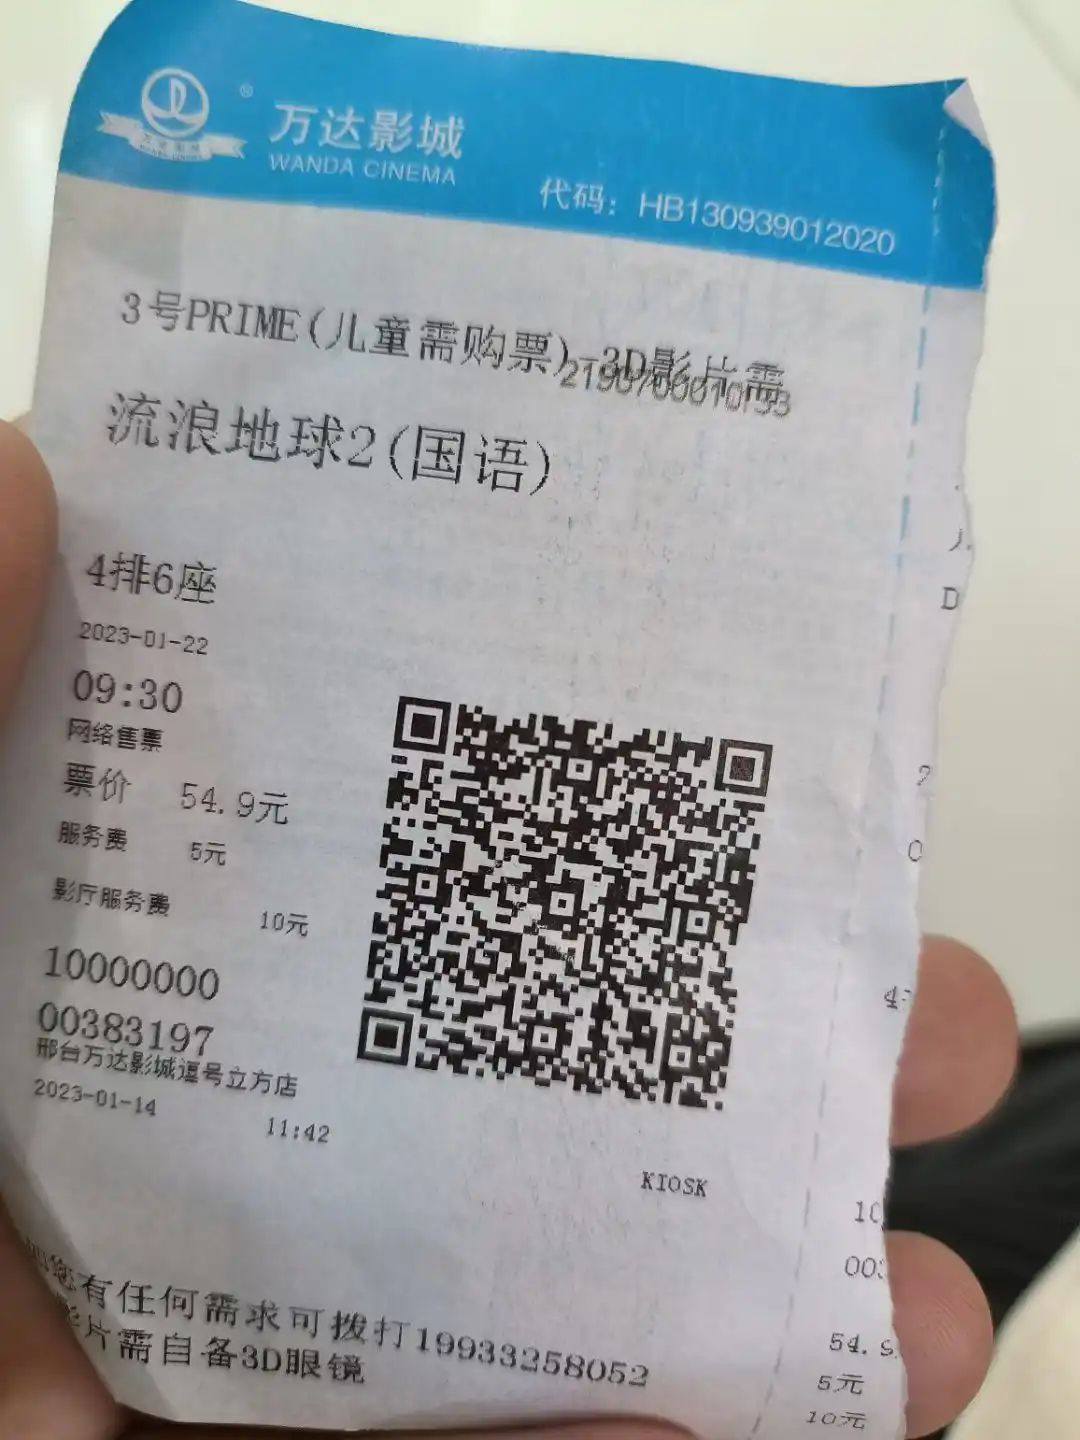 万达影城
WANDA CINEMA
代码：HB130939012020
3号PRIME(儿童需购票)-3D影片需
流浪地球2(国语)
4排6座
2023-01-22
09:30
网络售票
票价 54.9元
服务费 5元
影厅服务费 10元
10000000
00383197
邢台万达影城逗号立方店
2023-01-14 11:42
KIOSK
您有任何需求可拨打19933258052
影片需自备3D眼镜
D
2
0
4
10
003
54.9
5元
10元